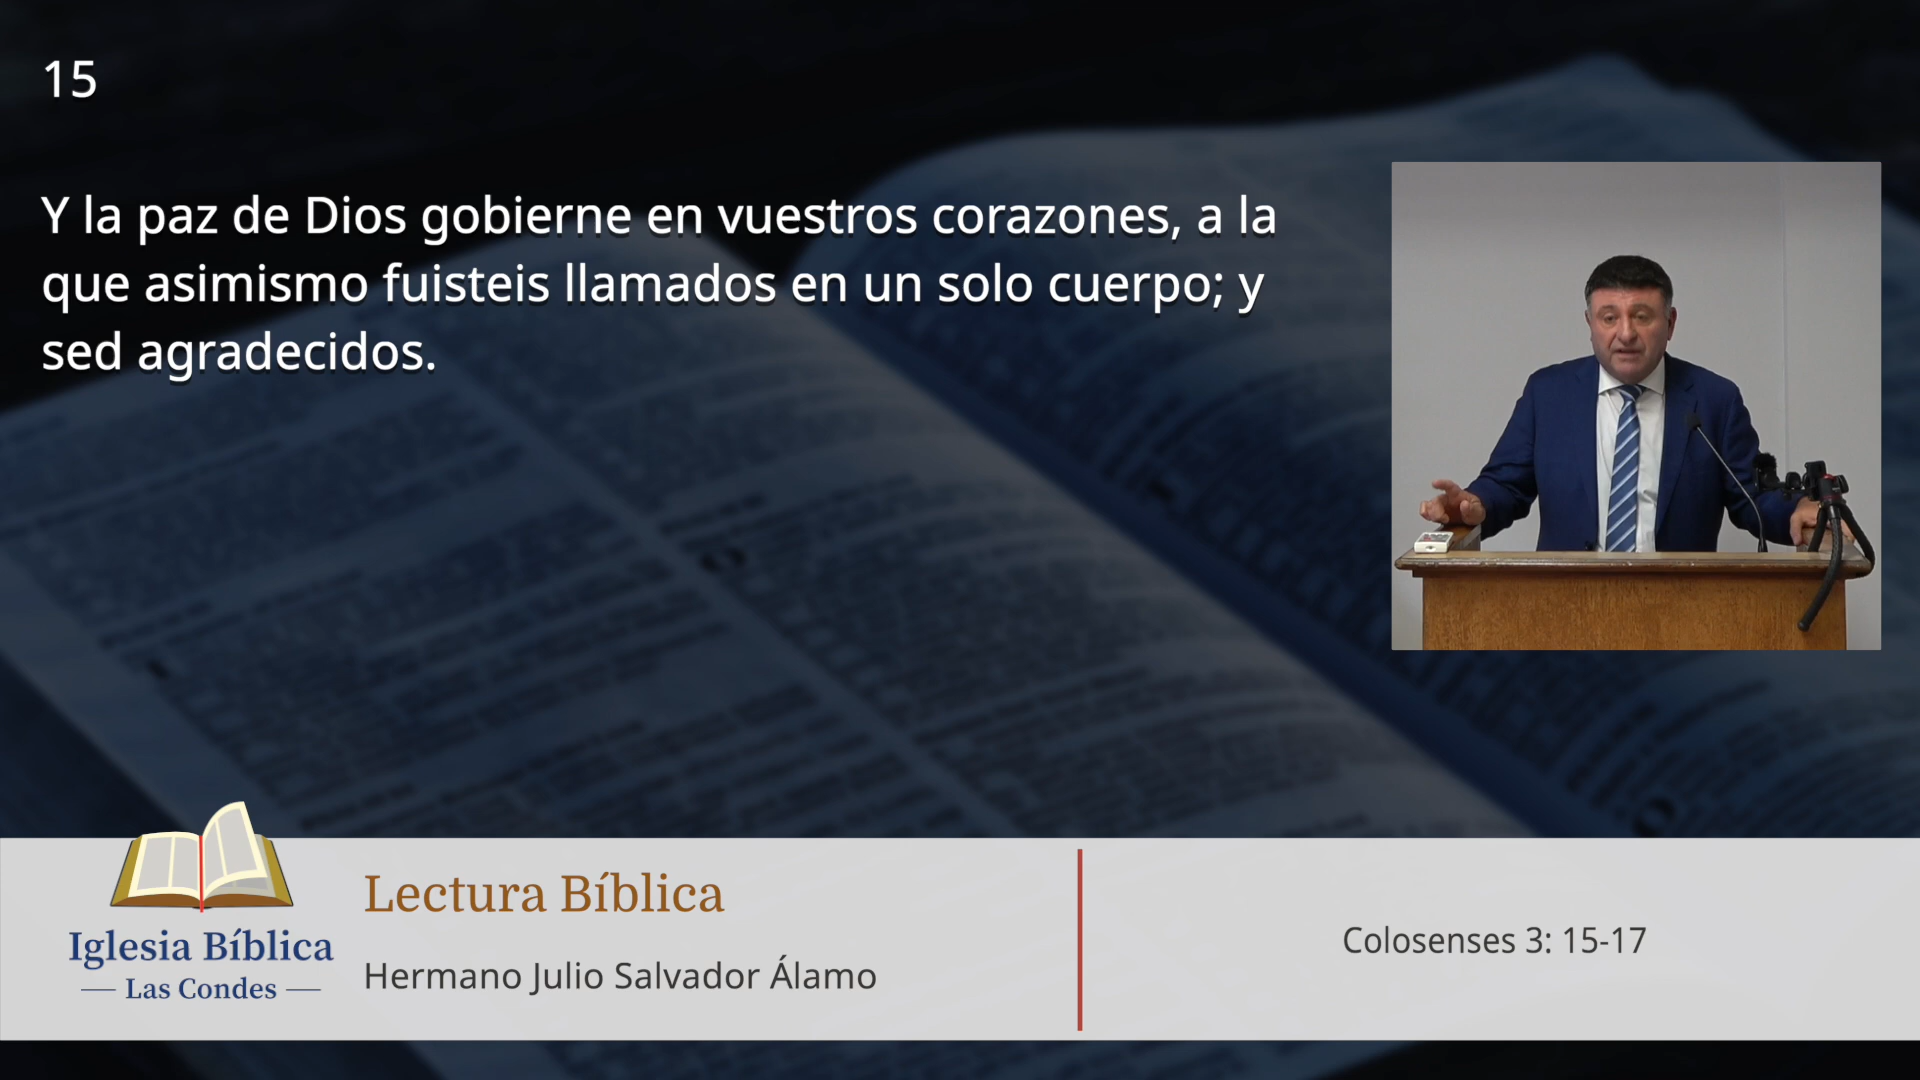 15
Y la paz de Dios gobierne en vuestros corazones, a la
que asimismo fuisteis llamados en un solo cuerpo; y
sed agradecidos.
Iglesia Bíblica
Las Condes
Lectura Bíblica
Hermano Julio Salvador Álamo
Colosenses 3: 15-17